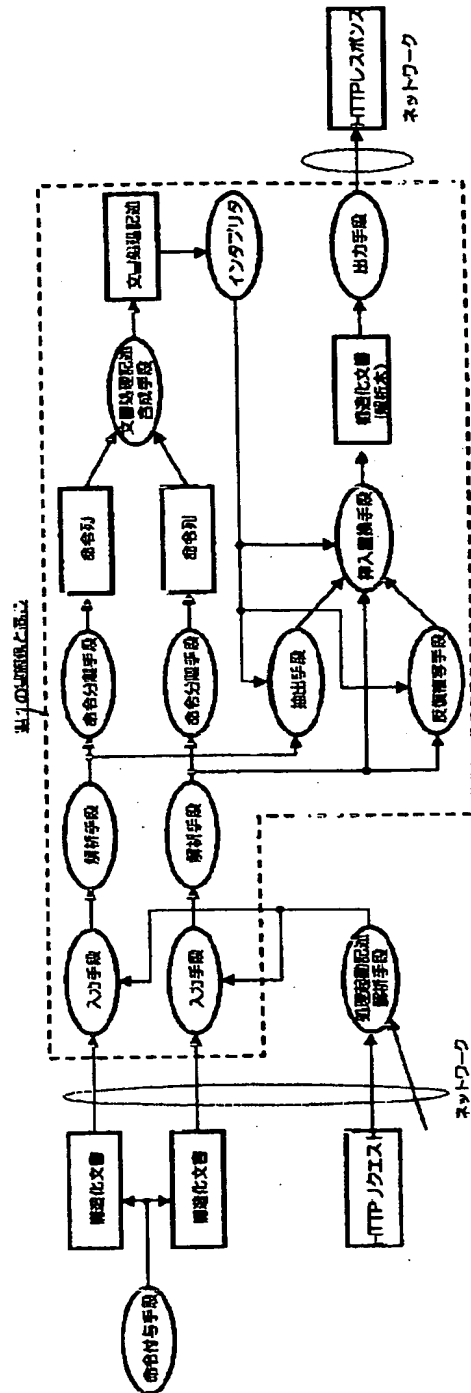 命令付与手段
構造化文書
構造化文書
HTTPリクエスト
ネットワーク
入力手段
入力手段
処理起動記述
解析手段
解析手段
解析手段
命令分離手段
命令分離手段
命令列
命令列
文書処理記述
合成手段
文書処理記述
インタプリタ
抽出手段
反復複写手段
挿入置換手段
構造化文書
(解析木)
出力手段
HTTPレスポンス
ネットワーク